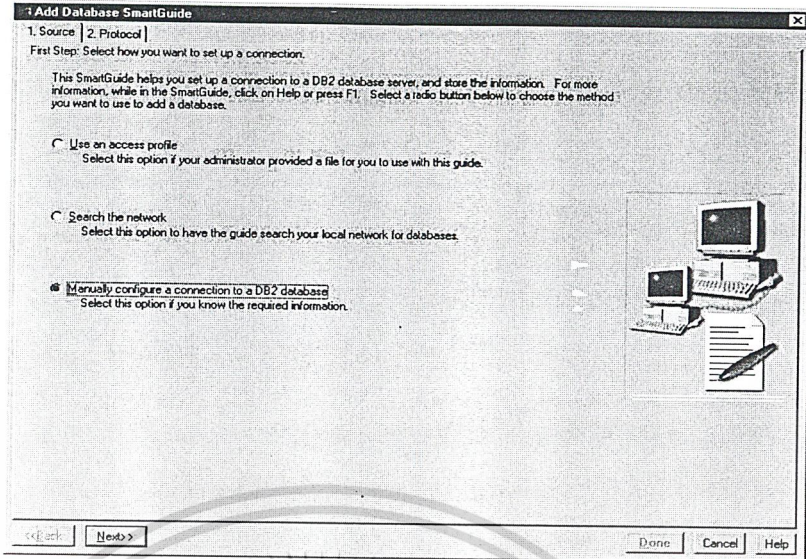 Add Database SmartGuide
1. Source 2. Protocol
First Step: Select how you want to set up a connection.
This SmartGuide helps you set up a connection to a DB2 database server, and store the information. For more
information, while in the SmartGuide, click on Help or press F1. Select a radio button below to choose the method
you want to use to add a database.
Use an access profile
Select this option if your administrator provided a file for you to use with this guide.
Search the network
Select this option to have the guide search your local network for databases.
Manually configure a connection to a DB2 database
Select this option if you know the required information.
<<Back Next>> Done Cancel Help